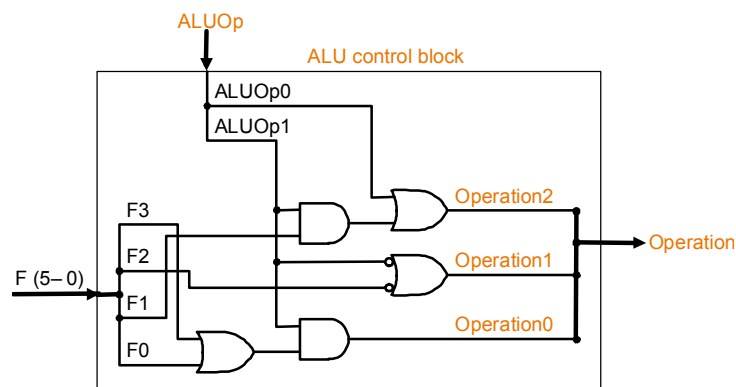 ALUOp
ALU control block
ALUOp0
ALUOp1
F3
Operation2
F2
Operation
F (5–0)
Operation1
F1
Operation0
F0